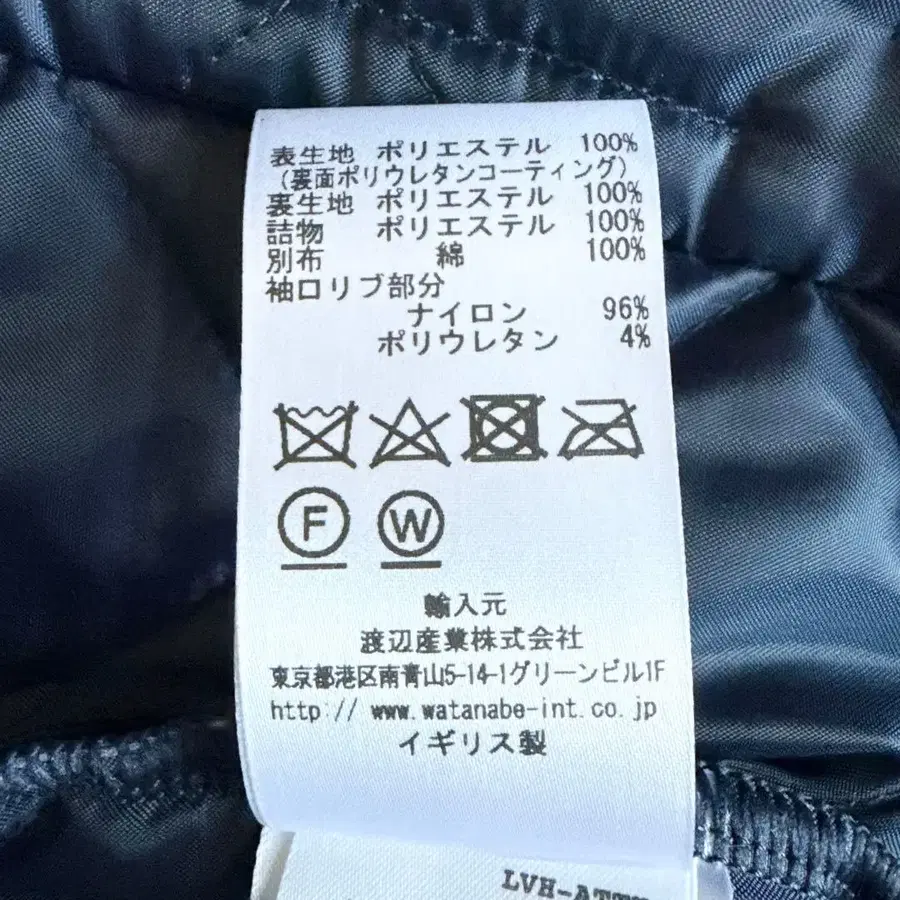 表生地 ポリエステル 100%
(裏面ポリウレタンコーティング)
裏生地 ポリエステル 100%
詰物 ポリエステル 100%
別布 綿 100%
袖口リブ部分
ナイロン 96%
ポリウレタン 4%
F W
輸入元
渡辺産業株式会社
東京都港区南青山5-14-1グリーンビル1F
http:// www.watanabe-int.co.jp
イギリス製